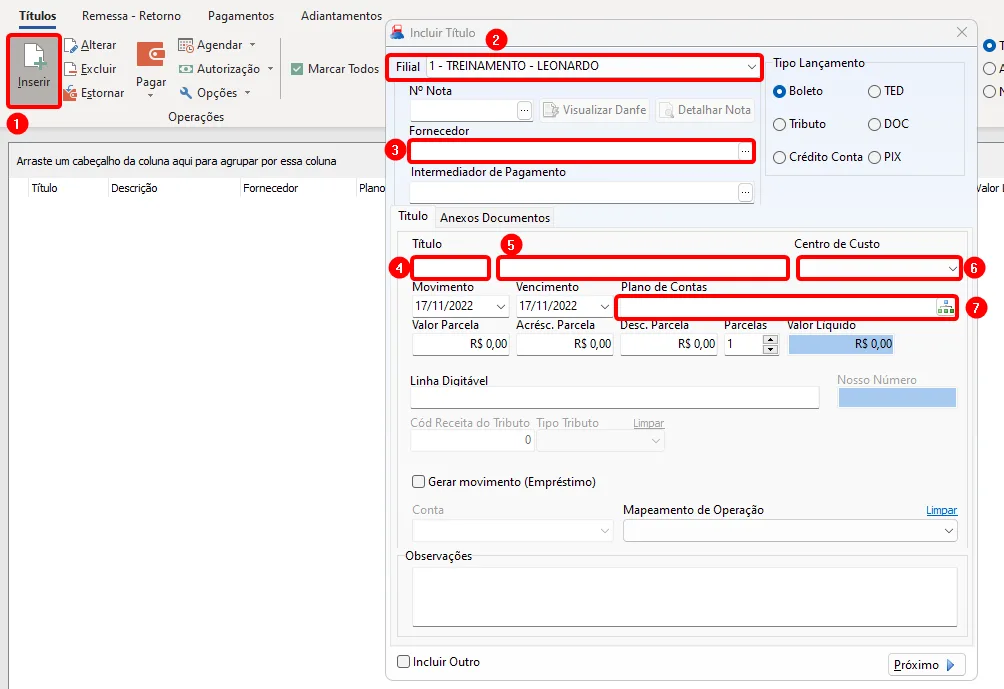 Títulos Remessa - Retorno Pagamentos Adiantamentos
Inserir
Alterar
Excluir
Estornar
Pagar
Agendar
Autorização
Opções
Marcar Todos
Operações
1
Arraste um cabeçalho da coluna aqui para agrupar por essa coluna
Título Descrição Fornecedor Plano
Incluir Título
2
Filial 1 - TREINAMENTO - LEONARDO
Nº Nota
... Visualizar Danfe Detalhar Nota
Fornecedor
3 ...
Intermediador de Pagamento
...
Tipo Lançamento
Boleto TED
Tributo DOC
Crédito Conta PIX
Titulo Anexos Documentos
Título 5 Centro de Custo
4 6
Movimento Vencimento Plano de Contas
17/11/2022 17/11/2022 7
Valor Parcela Acrésc. Parcela Desc. Parcela Parcelas Valor Líquido
R$ 0,00 R$ 0,00 R$ 0,00 1 R$ 0,00
Linha Digitável Nosso Número
Cód Receita do Tributo Tipo Tributo Limpar
0
Gerar movimento (Empréstimo)
Conta Mapeamento de Operação Limpar
Observações
Incluir Outro Próximo